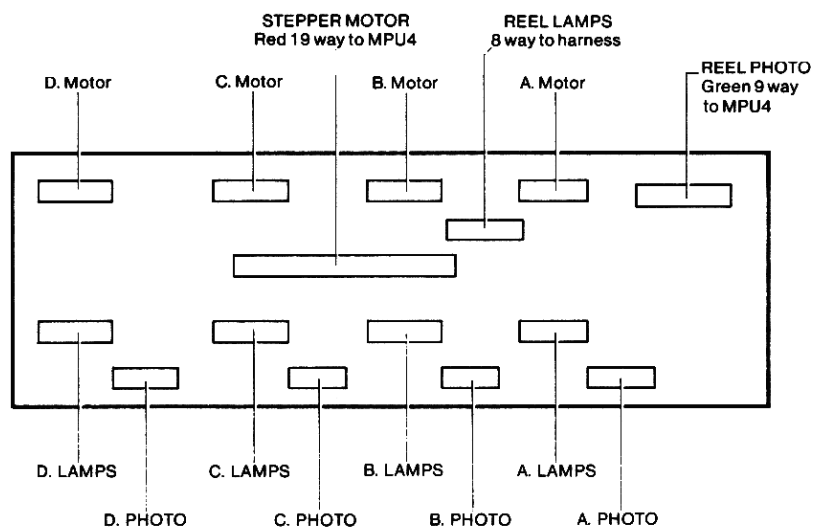 STEPPER MOTOR
Red 19 way to MPU4
REEL LAMPS
8 way to harness
REEL PHOTO
Green 9 way
to MPU4
D. Motor
C. Motor
B. Motor
A. Motor
D. LAMPS
C. LAMPS
B. LAMPS
A. LAMPS
D. PHOTO
C. PHOTO
B. PHOTO
A. PHOTO